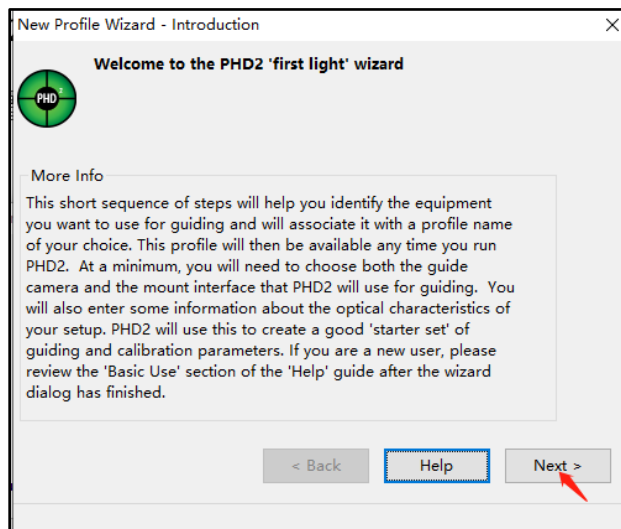 New Profile Wizard - Introduction
Welcome to the PHD2 'first light' wizard
PHD2
More Info
This short sequence of steps will help you identify the equipment
you want to use for guiding and will associate it with a profile name
of your choice. This profile will then be available any time you run
PHD2.  At a minimum, you will need to choose both the guide
camera and the mount interface that PHD2 will use for guiding.  You
will also enter some information about the optical characteristics of
your setup. PHD2 will use this to create a good 'starter set' of
guiding and calibration parameters. If you are a new user, please
review the 'Basic Use' section of the 'Help' guide after the wizard
dialog has finished.
< Back
Help
Next >